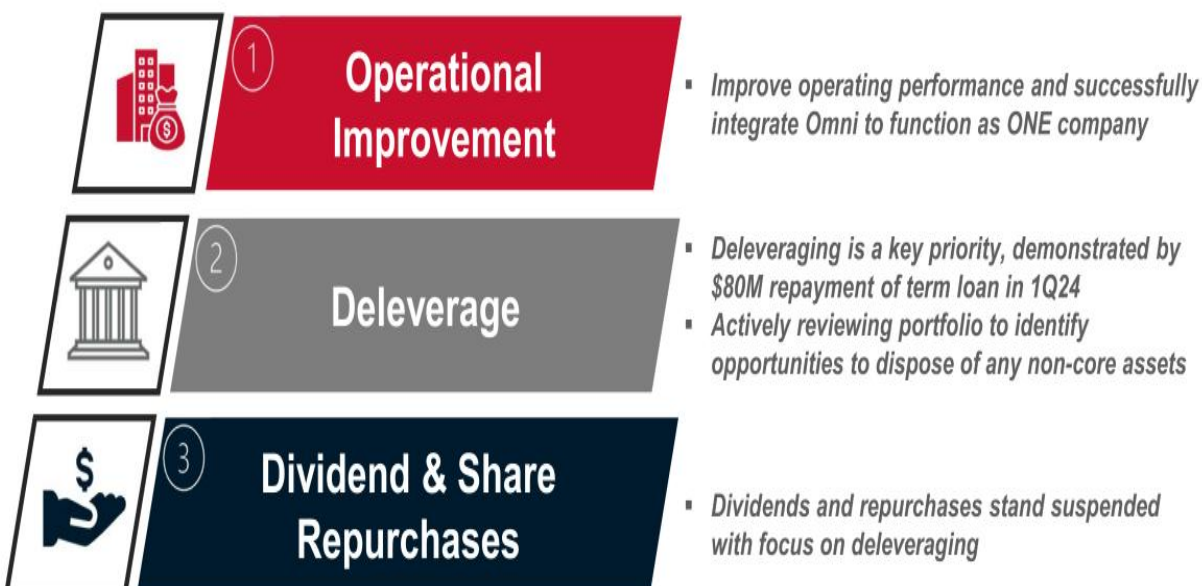 1
Operational
Improvement
▪ Improve operating performance and successfully
integrate Omni to function as ONE company
2
Deleverage
▪ Deleveraging is a key priority, demonstrated by
$80M repayment of term loan in 1Q24
▪ Actively reviewing portfolio to identify
opportunities to dispose of any non-core assets
3
Dividend & Share
Repurchases
▪ Dividends and repurchases stand suspended
with focus on deleveraging
$
$